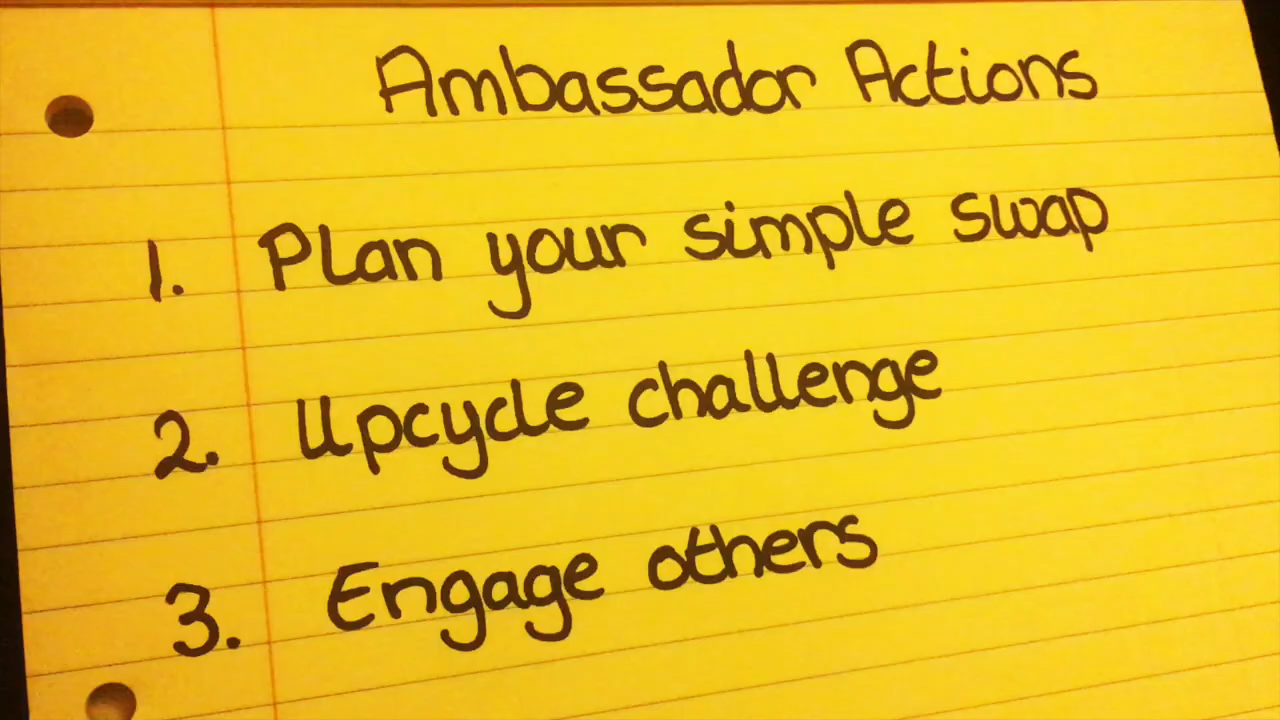 Ambassador Actions
1. Plan your simple swap
2. Upcycle challenge
3. Engage others